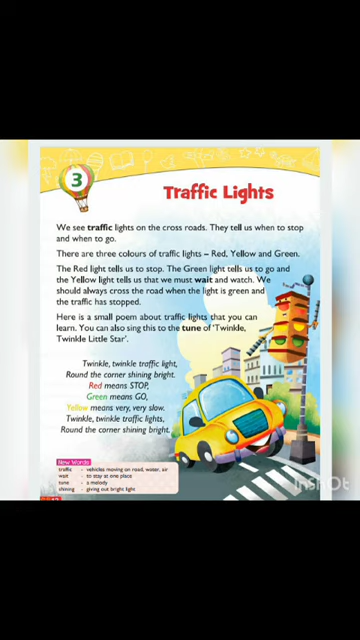 3
Traffic Lights
We see traffic lights on the cross roads. They tell us when to stop
and when to go.
There are three colours of traffic lights – Red, Yellow and Green.
The Red light tells us to stop. The Green light tells us to go and
the Yellow light tells us that we must wait and watch. We
should always cross the road when the light is green and
the traffic has stopped.
Here is a small poem about traffic lights that you can
learn. You can also sing this to the tune of 'Twinkle,
Twinkle Little Star'.
Twinkle, twinkle traffic light,
Round the corner shining bright.
Red means STOP,
Green means GO,
Yellow means very, very slow.
Twinkle, twinkle traffic lights,
Round the corner shining bright.
New Words
traffic - vehicles moving on road, water, air
wait - to stay at one place
tune - a melody
shining - giving out bright light
InShOt